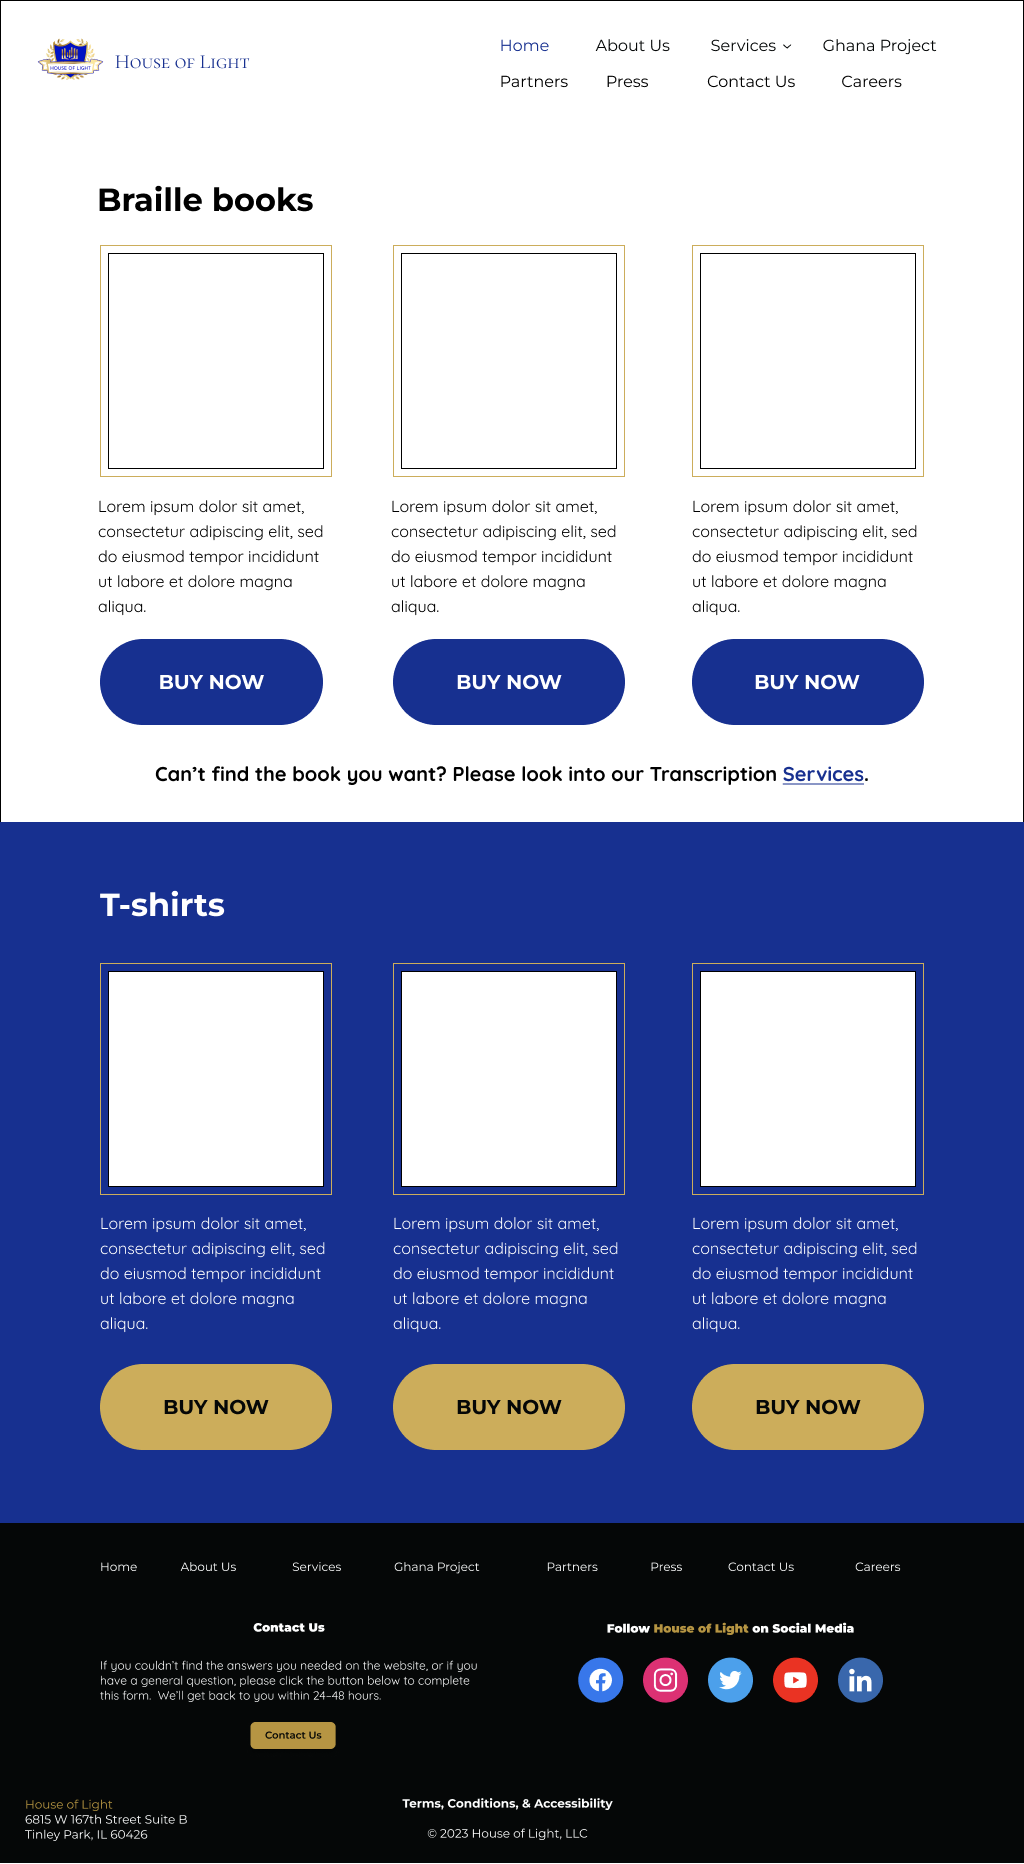 HOUSE OF LIGHT
House of Light
Home About Us Services Ghana Project
Partners Press Contact Us Careers
Braille books
Lorem ipsum dolor sit amet,
consectetur adipiscing elit, sed
do eiusmod tempor incididunt
ut labore et dolore magna
aliqua.
BUY NOW
Lorem ipsum dolor sit amet,
consectetur adipiscing elit, sed
do eiusmod tempor incididunt
ut labore et dolore magna
aliqua.
BUY NOW
Lorem ipsum dolor sit amet,
consectetur adipiscing elit, sed
do eiusmod tempor incididunt
ut labore et dolore magna
aliqua.
BUY NOW
Can’t find the book you want? Please look into our Transcription Services.
T-shirts
Lorem ipsum dolor sit amet,
consectetur adipiscing elit, sed
do eiusmod tempor incididunt
ut labore et dolore magna
aliqua.
BUY NOW
Lorem ipsum dolor sit amet,
consectetur adipiscing elit, sed
do eiusmod tempor incididunt
ut labore et dolore magna
aliqua.
BUY NOW
Lorem ipsum dolor sit amet,
consectetur adipiscing elit, sed
do eiusmod tempor incididunt
ut labore et dolore magna
aliqua.
BUY NOW
Home About Us Services Ghana Project Partners Press Contact Us Careers
Contact Us
If you couldn’t find the answers you needed on the website, or if you
have a general question, please click the button below to complete
this form. We’ll get back to you within 24–48 hours.
Contact Us
Follow House of Light on Social Media
House of Light
6815 W 167th Street Suite B
Tinley Park, IL 60426
Terms, Conditions, & Accessibility
© 2023 House of Light, LLC